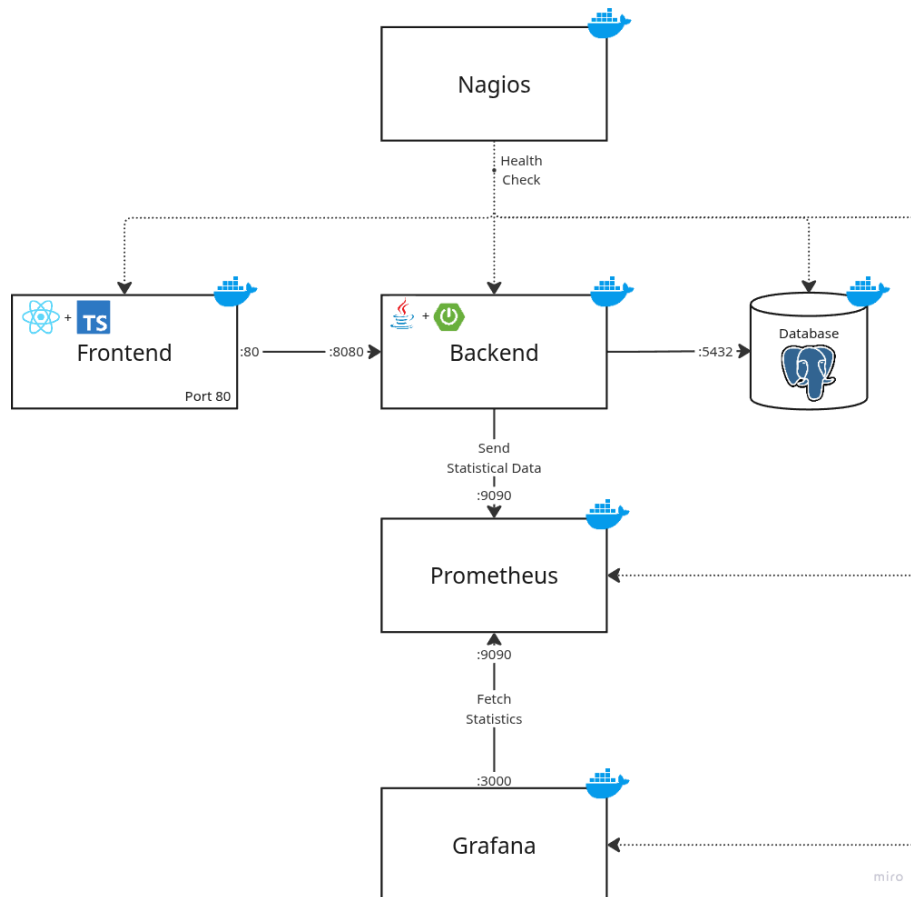 Nagios
Health
Check
+
TS
Frontend
Port 80
:80
:8080
+
Backend
:5432
Database
Send
Statistical Data
:9090
Prometheus
:9090
Fetch
Statistics
:3000
Grafana
miro